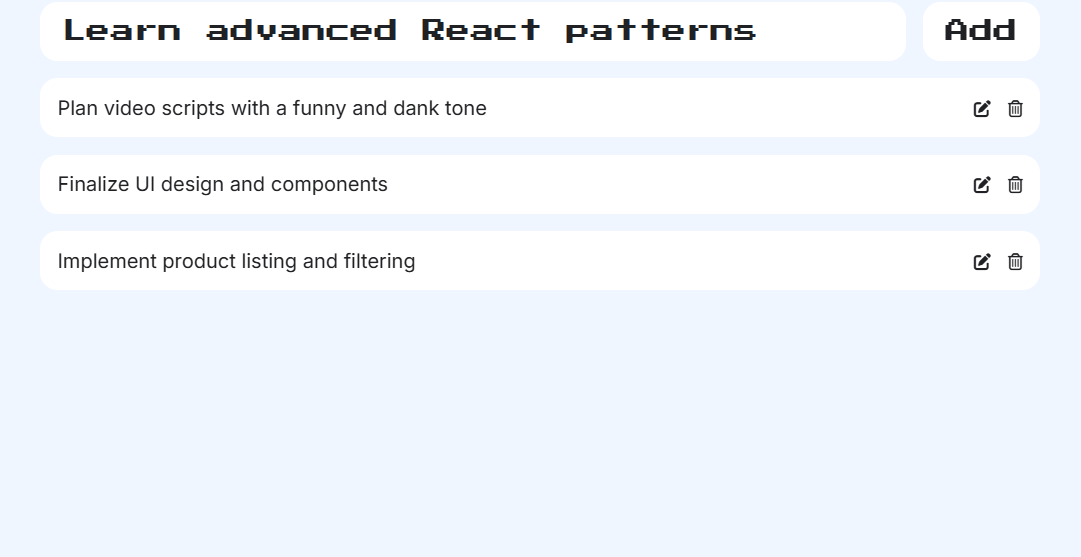 Learn advanced React patterns Add
Plan video scripts with a funny and dank tone
Finalize UI design and components
Implement product listing and filtering